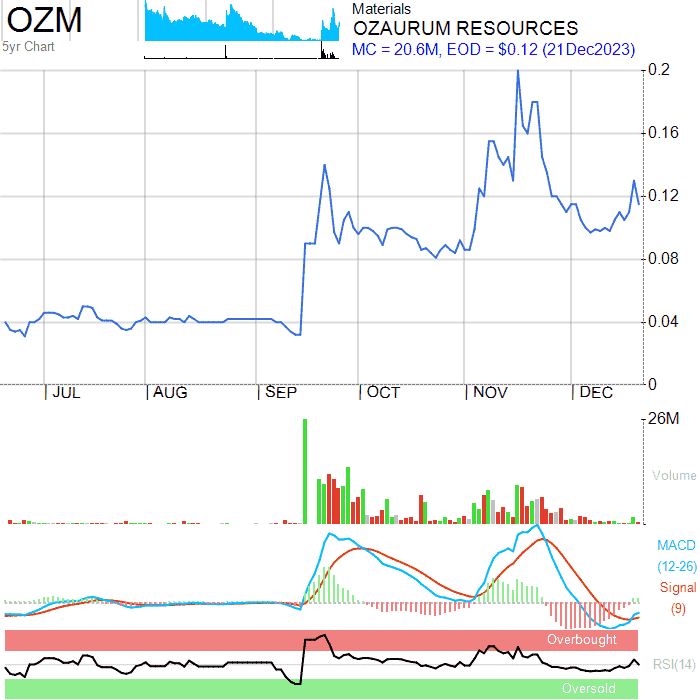 OZM
5yr Chart
Materials
OZAURUM RESOURCES
MC = 20.6M, EOD = $0.12 (21Dec2023)
0.2
0.16
0.12
0.08
0.04
0
JUL AUG SEP OCT NOV DEC
26M
Volume
MACD
(12-26)
Signal
(9)
Overbought
RSI(14)
Oversold